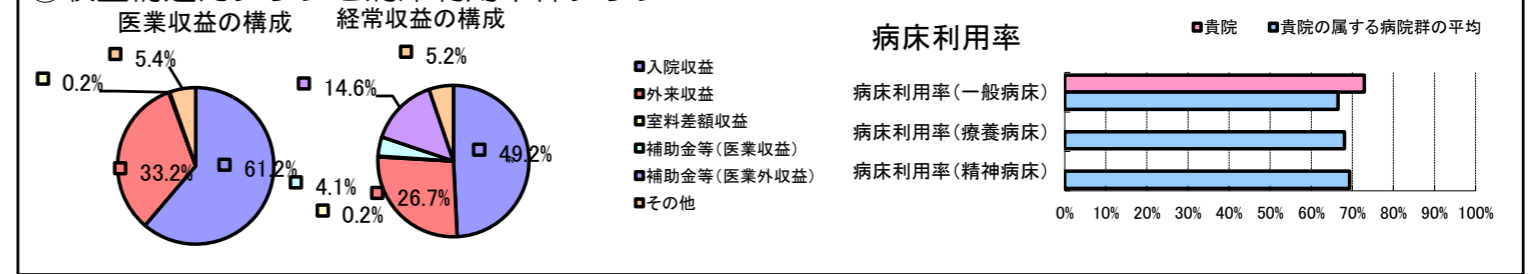 医業収益の構成
5.4%
0.2%
33.2%
61.2%
経常収益の構成
5.2%
14.6%
49.2%
4.1%
0.2%
26.7%
入院収益
外来収益
室料差額収益
補助金等(医業収益)
補助金等(医業外収益)
その他
病床利用率
貴院
貴院の属する病院群の平均
病床利用率(一般病床)
病床利用率(療養病床)
病床利用率(精神病床)
0% 10% 20% 30% 40% 50% 60% 70% 80% 90% 100%